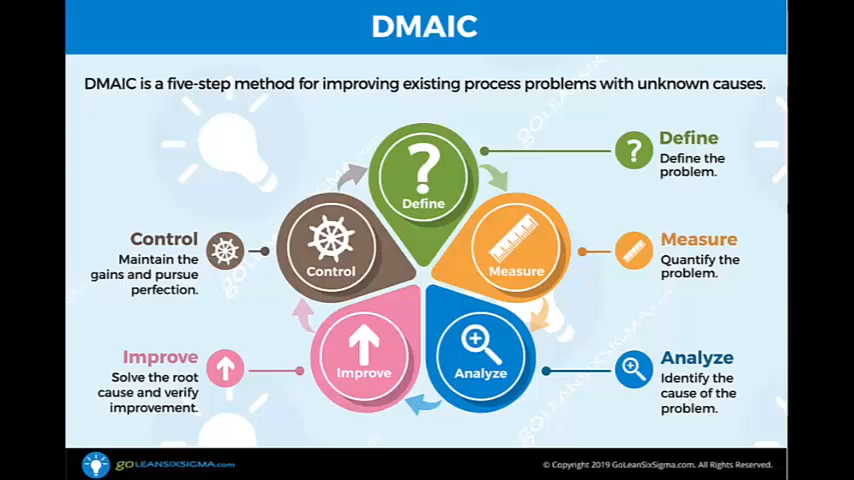 DMAIC
DMAIC is a five-step method for improving existing process problems with unknown causes.
Define
Measure
Analyze
Improve
Control
Define
Define the
problem.
Measure
Quantify the
problem.
Analyze
Identify the
cause of the
problem.
Improve
Solve the root
cause and verify
improvement.
Control
Maintain the
gains and pursue
perfection.
goLEANSIXSIGMA.com
© Copyright 2019 GoLeanSixSigma.com. All Rights Reserved.